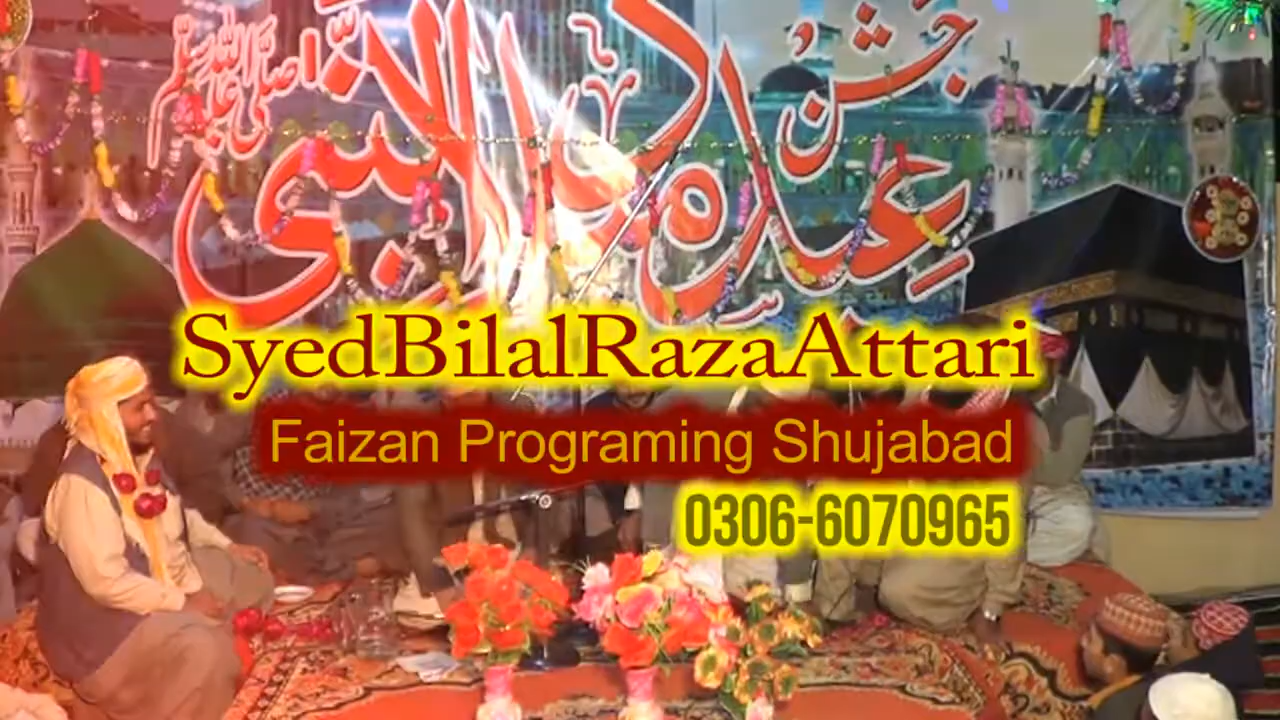 جشن
عید میلاد النبی
صلی اللہ علیہ وسلم
SyedBilalRazaAttari
Faizan Programing Shujabad
0306-6070965